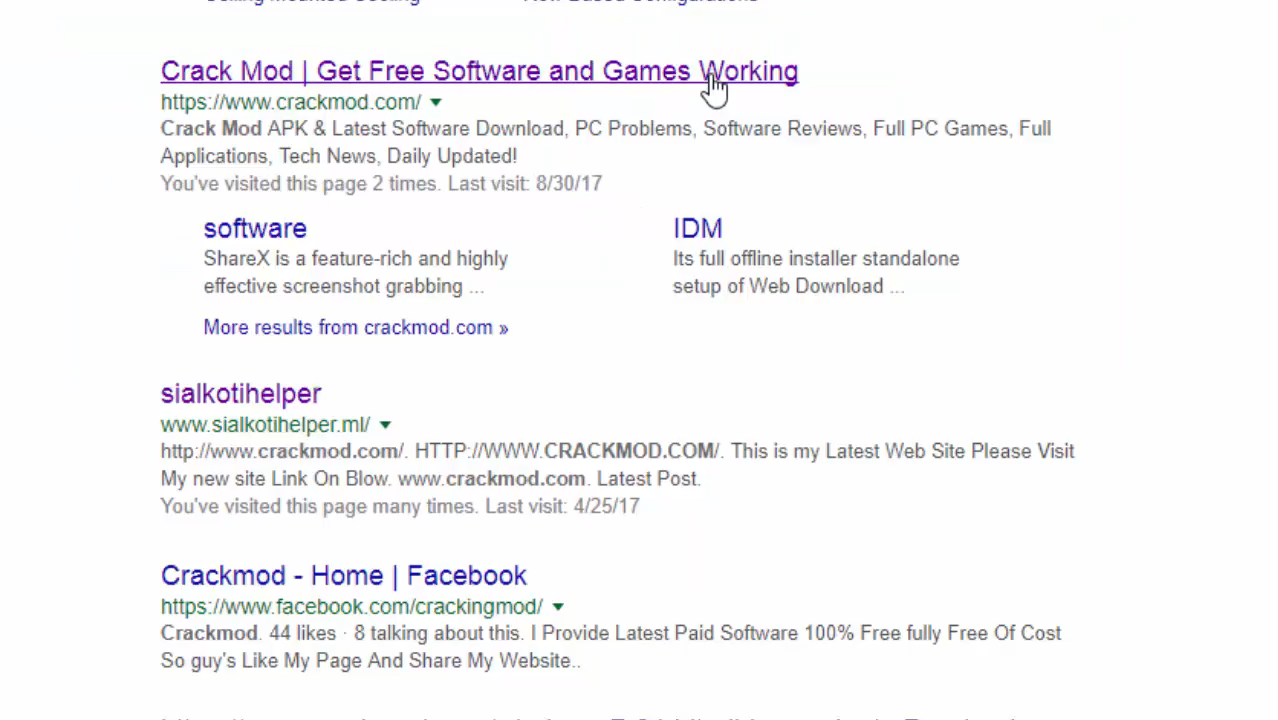 Crack Mod | Get Free Software and Games Working
https://www.crackmod.com/
Crack Mod APK & Latest Software Download, PC Problems, Software Reviews, Full PC Games, Full
Applications, Tech News, Daily Updated!
You've visited this page 2 times. Last visit: 8/30/17
software IDM
ShareX is a feature-rich and highly Its full offline installer standalone
effective screenshot grabbing ... setup of Web Download ...
More results from crackmod.com »
sialkotihelper
www.sialkotihelper.ml/
http://www.crackmod.com/. HTTP://WWW.CRACKMOD.COM/. This is my Latest Web Site Please Visit
My new site Link On Blow. www.crackmod.com. Latest Post.
You've visited this page many times. Last visit: 4/25/17
Crackmod - Home | Facebook
https://www.facebook.com/crackingmod/
Crackmod. 44 likes · 8 talking about this. I Provide Latest Paid Software 100% Free fully Free Of Cost
So guy's Like My Page And Share My Website..